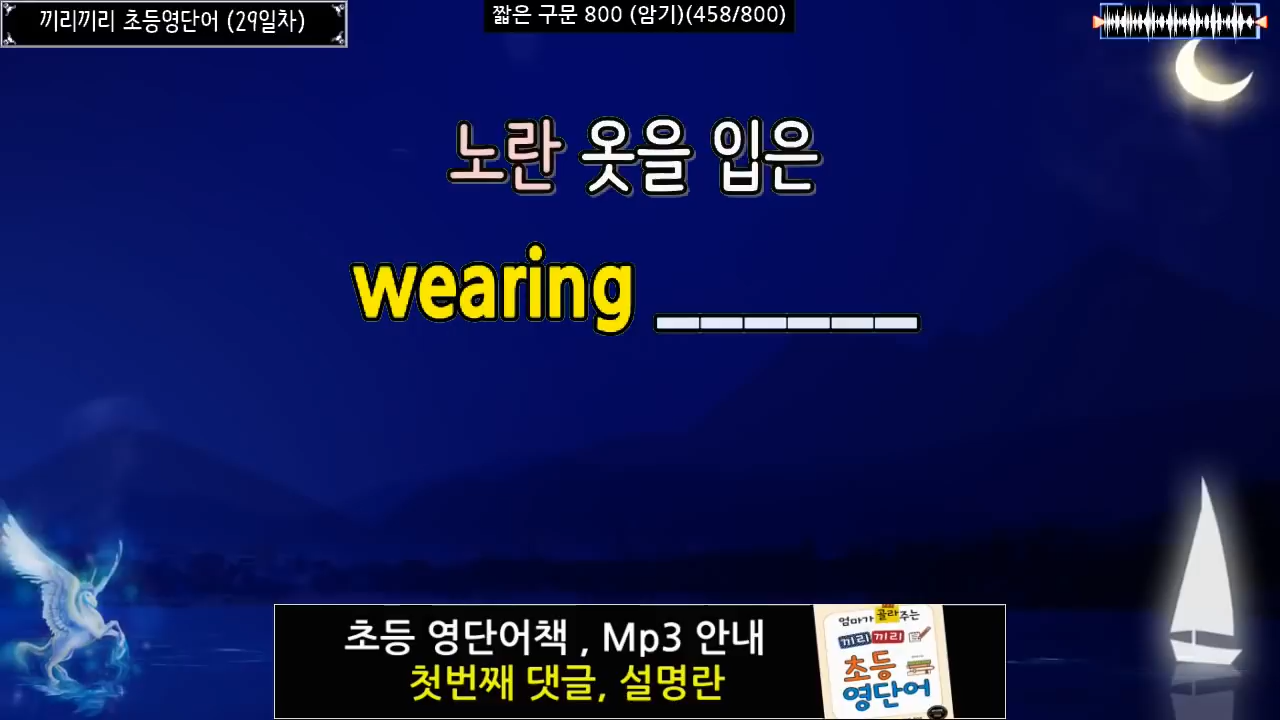 끼리끼리 초등영단어 (29일차)
짧은 구문 800 (암기)(458/800)
노란 옷을 입은
wearing ______
초등 영단어책 , Mp3 안내
첫번째 댓글, 설명란
엄마가 골라주는
끼리끼리
초등
영단어